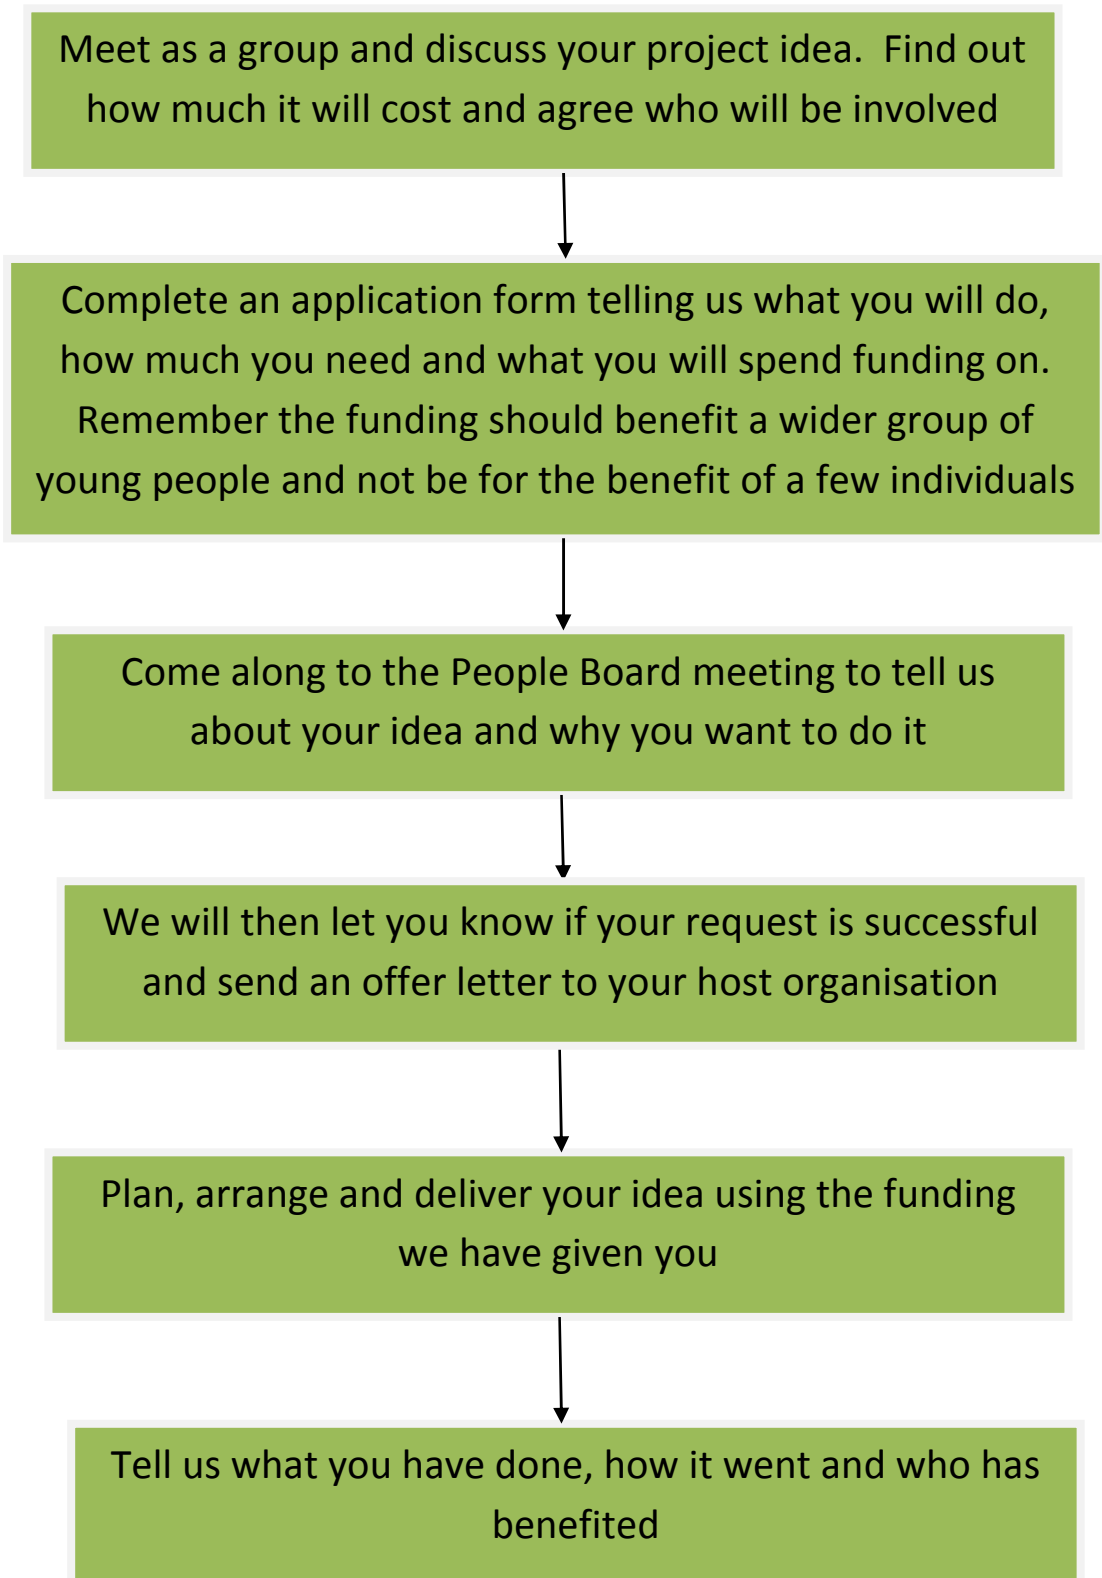 Meet as a group and discuss your project idea.  Find out
how much it will cost and agree who will be involved
Complete an application form telling us what you will do,
how much you need and what you will spend funding on.
Remember the funding should benefit a wider group of
young people and not be for the benefit of a few individuals
Come along to the People Board meeting to tell us
about your idea and why you want to do it
We will then let you know if your request is successful
and send an offer letter to your host organisation
Plan, arrange and deliver your idea using the funding
we have given you
Tell us what you have done, how it went and who has
benefited